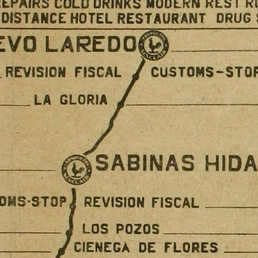 EPAIRS COLD DRINKS MODERN REST R
DISTANCE HOTEL RESTAURANT DRUG S
EVO LAREDO
REVISION FISCAL CUSTOMS-STOP
LA GLORIA
SABINAS HIDA
OMS-STOP REVISION FISCAL
LOS POZOS
CIENEGA DE FLORES